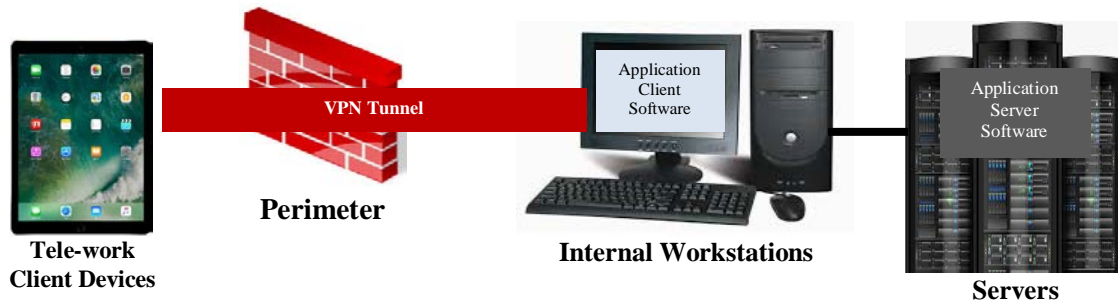 VPN Tunnel
Application
Client
Software
Application
Server
Software
Perimeter
Tele-work
Client Devices
Internal Workstations
Servers